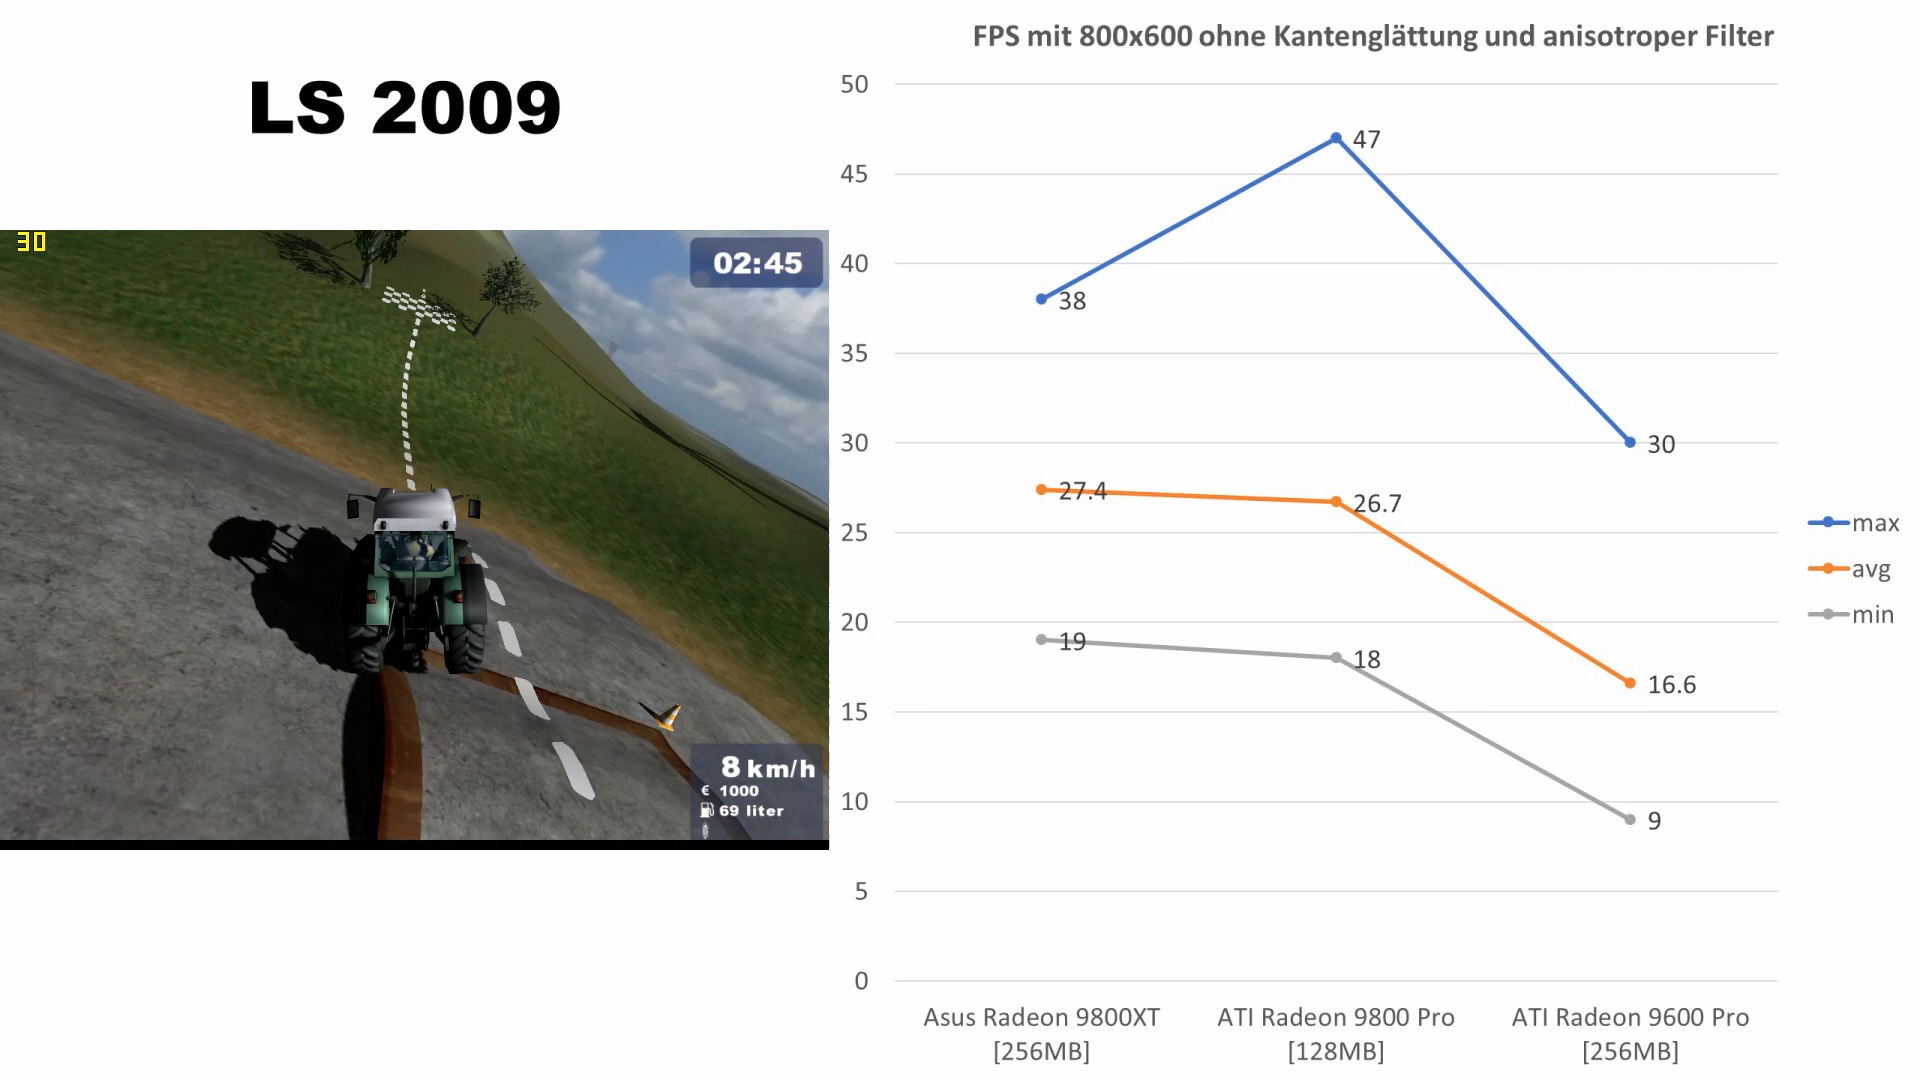 LS 2009
30
02:45
8 km/h
€ 1000
69 liter
FPS mit 800x600 ohne Kantenglättung und anisotroper Filter
50
45
40
35
30
25
20
15
10
5
0
38
47
30
27.4
26.7
16.6
19
18
9
max
avg
min
Asus Radeon 9800XT
[256MB]
ATI Radeon 9800 Pro
[128MB]
ATI Radeon 9600 Pro
[256MB]